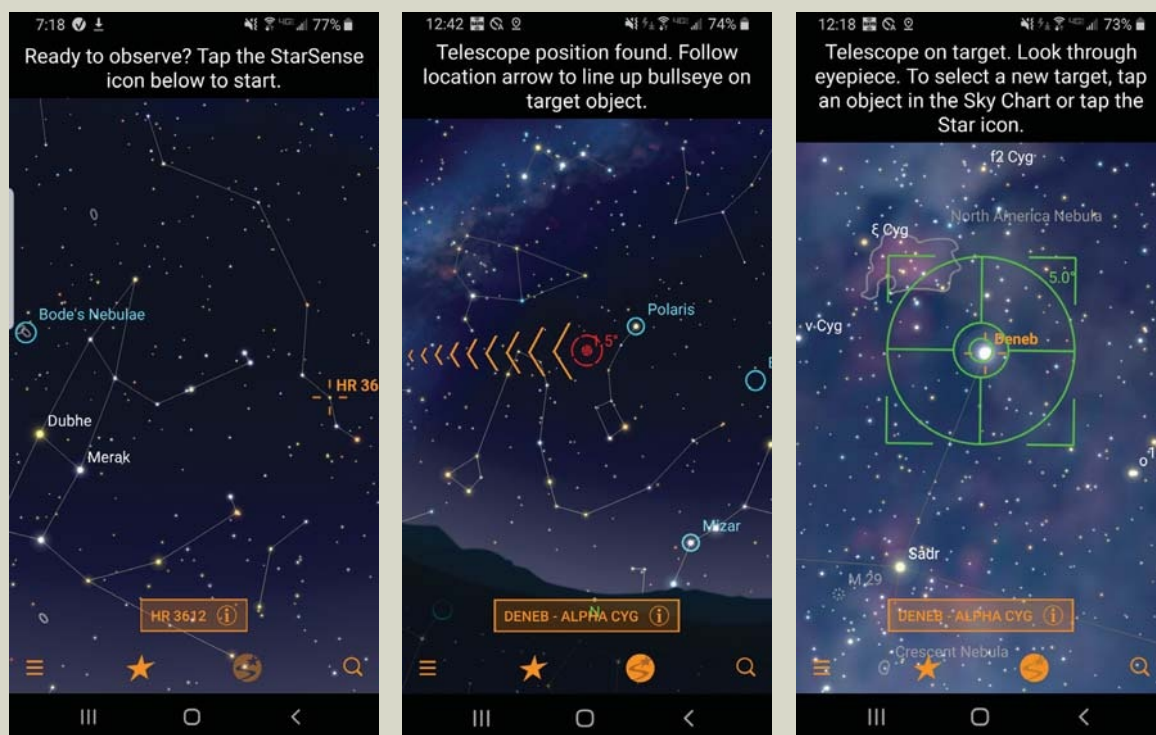 7:18
77%
Ready to observe? Tap the StarSense
icon below to start.
Bode's Nebulae
HR 36
Dubhe
Merak
HR 3612
12:42
74%
Telescope position found. Follow
location arrow to line up bullseye on
target object.
Polaris
1.5°
Mizar
N
DENEB - ALPHA CYG
12:18
73%
Telescope on target. Look through
eyepiece. To select a new target, tap
an object in the Sky Chart or tap the
Star icon.
f2 Cyg
North America Nebula
ξ Cyg
5.0°
ν Cyg
Deneb
Sadr
M 29
DENEB - ALPHA CYG
Crescent Nebula